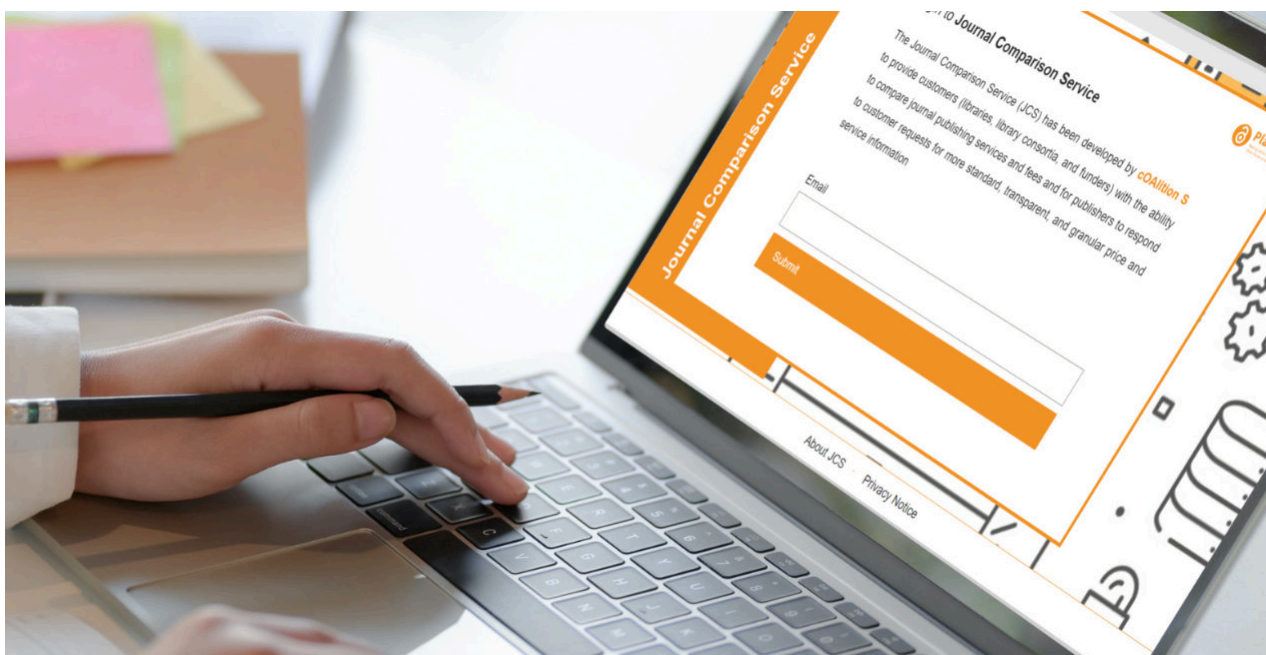 Journal Comparison Service
to Journal Comparison Service
The Journal Comparison Service (JCS) has been developed by cOAlition S
to provide customers (libraries, library consortia, and funders) with the ability
to compare journal publishing services and fees and for publishers to respond
to customer requests for more standard, transparent, and granular price and
service information
Email
Submit
About JCS
Privacy Notice
command